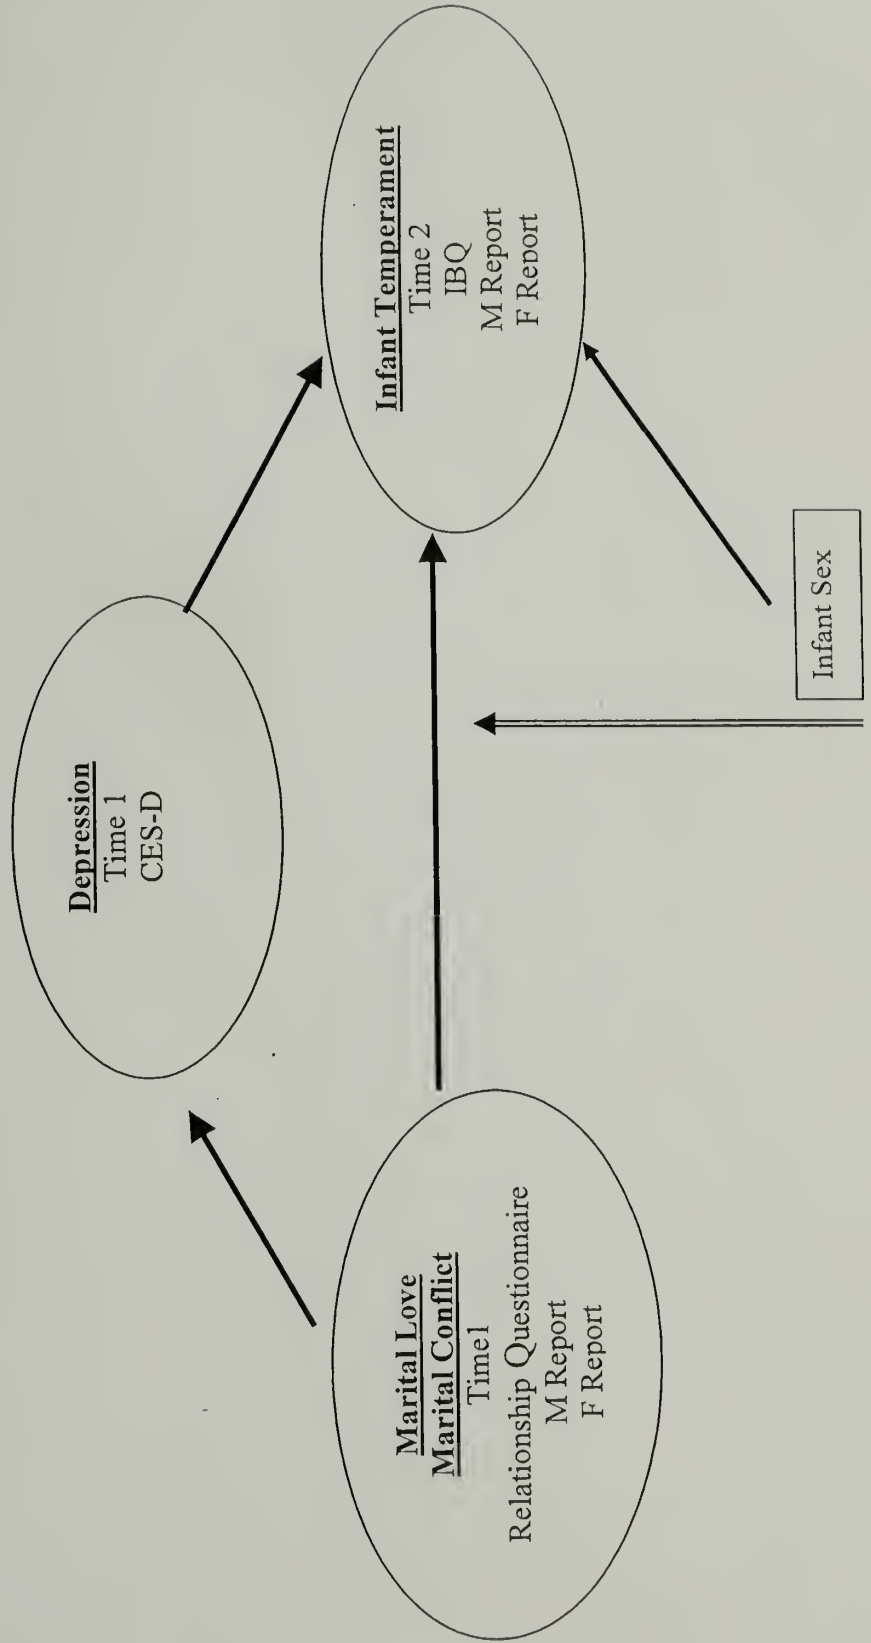 Depression
Time 1
CES-D
Marital Love
Marital Conflict
Time1
Relationship Questionnaire
M Report
F Report
Infant Temperament
Time 2
IBQ
M Report
F Report
Infant Sex